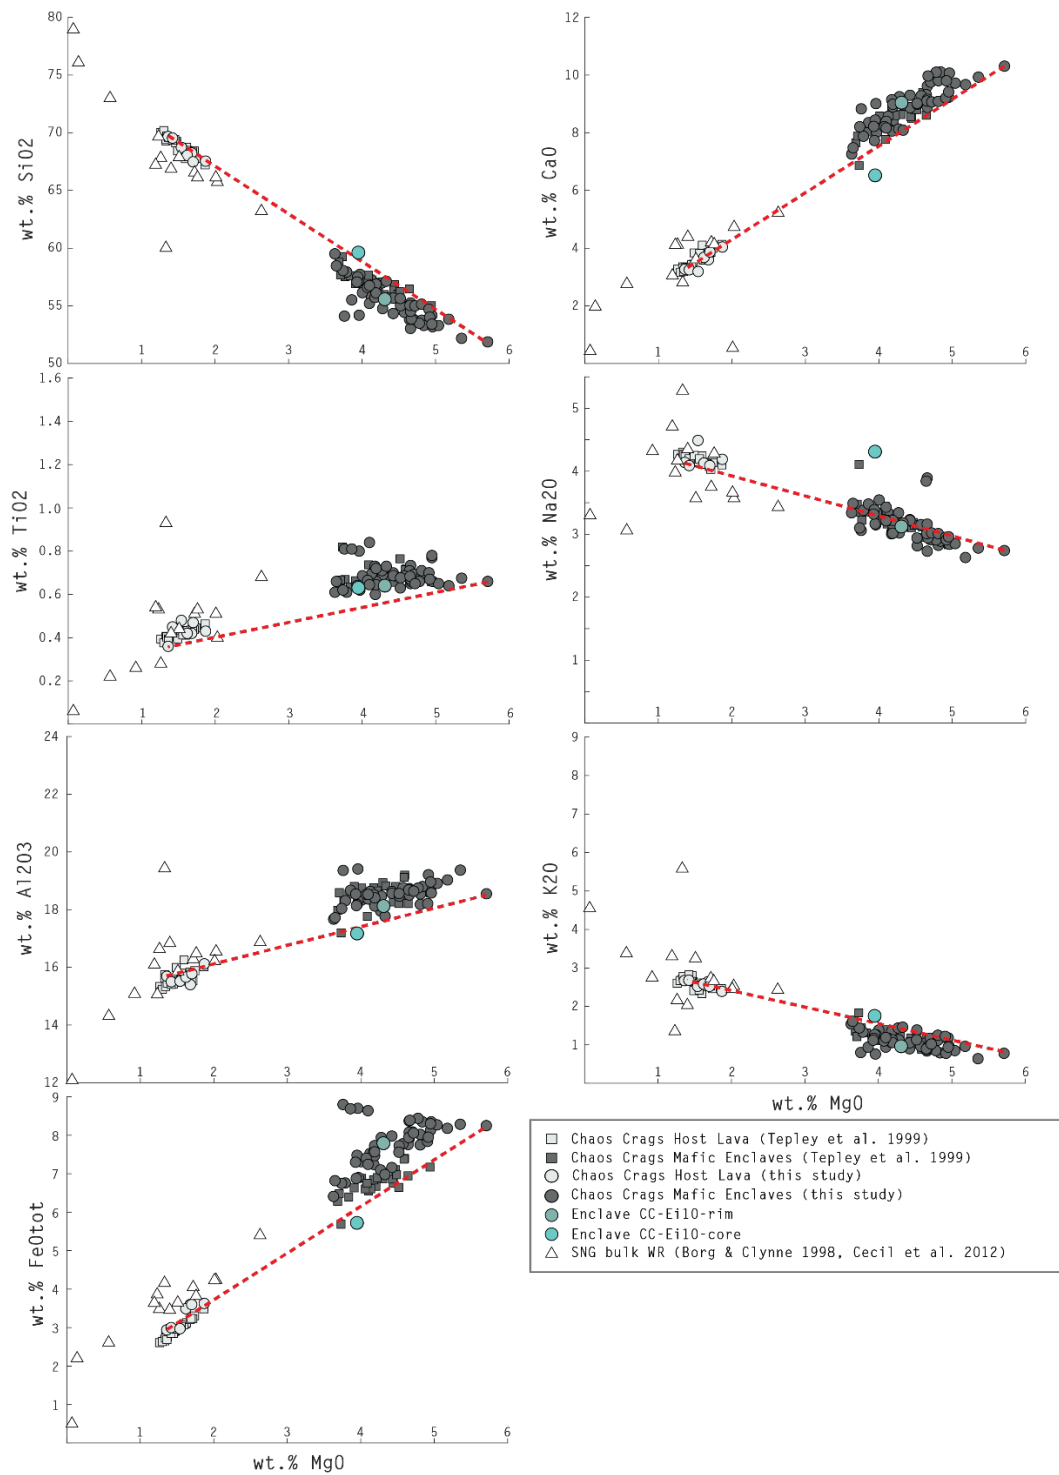 80
75
70
65
60
55
50
wt.% SiO2
1 2 3 4 5 6
12
10
8
6
4
2
wt.% CaO
1 2 3 4 5 6
1.6
1.4
1.2
1.0
0.8
0.6
0.4
0.2
wt.% TiO2
1 2 3 4 5 6
5
4
3
2
1
wt.% Na2O
1 2 3 4 5 6
24
22
20
18
16
14
12
wt.% Al2O3
1 2 3 4 5 6
9
8
7
6
5
4
3
2
1
wt.% K2O
1 2 3 4 5 6
wt.% MgO
9
8
7
6
5
4
3
2
1
wt.% FeOtot
1 2 3 4 5 6
wt.% MgO
Chaos Crags Host Lava (Tepley et al. 1999)
Chaos Crags Mafic Enclaves (Tepley et al. 1999)
Chaos Crags Host Lava (this study)
Chaos Crags Mafic Enclaves (this study)
Enclave CC-Ei10-rim
Enclave CC-Ei10-core
SNG bulk WR (Borg & Clynne 1998, Cecil et al. 2012)